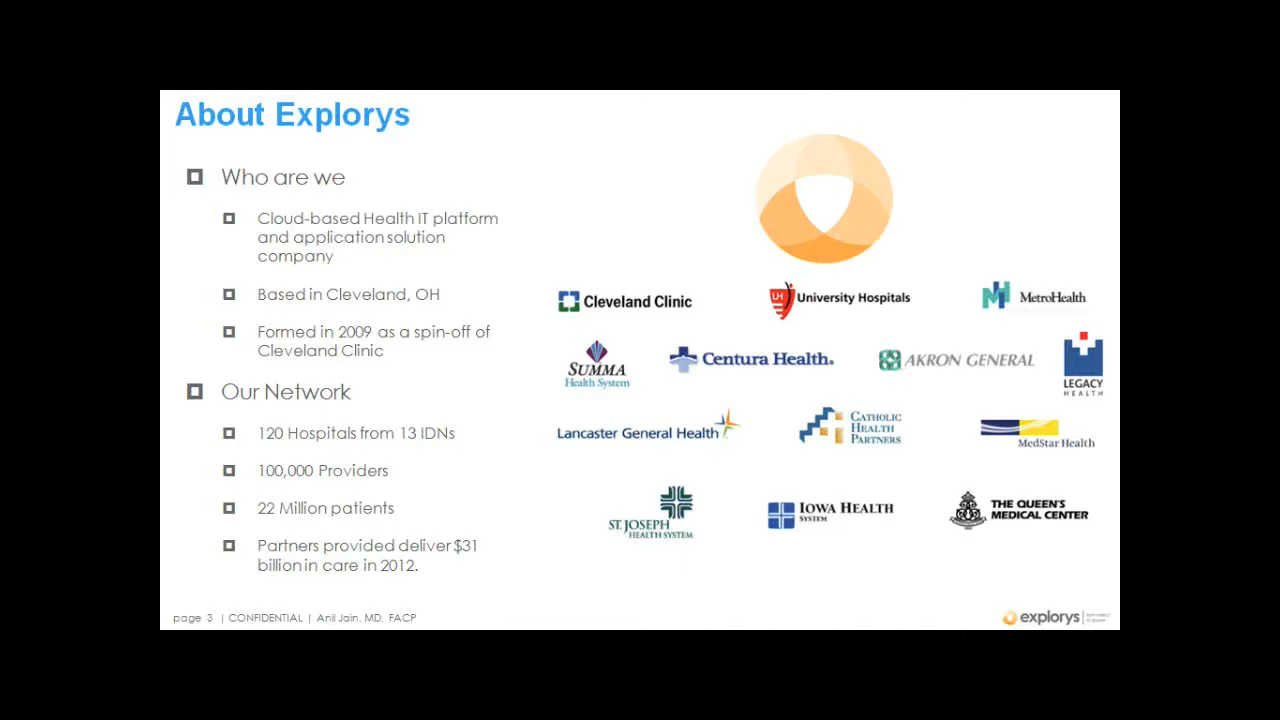 About Explorys
Who are we
Cloud-based Health IT platform
and application solution
company
Based in Cleveland, OH
Formed in 2009 as a spin-off of
Cleveland Clinic
Our Network
120 Hospitals from 13 IDNs
100,000 Providers
22 Million patients
Partners provided deliver $31
billion in care in 2012.
Cleveland Clinic
UH University Hospitals
MetroHealth
SUMMA
Health System
Centura Health.
AKRON GENERAL
LEGACY
HEALTH
Lancaster General Health
CATHOLIC
HEALTH
PARTNERS
MedStar Health
ST. JOSEPH
HEALTH SYSTEM
IOWA HEALTH
SYSTEM
THE QUEEN'S
MEDICAL CENTER
page 3 | CONFIDENTIAL | Anil Jain, MD, FACP
explorys